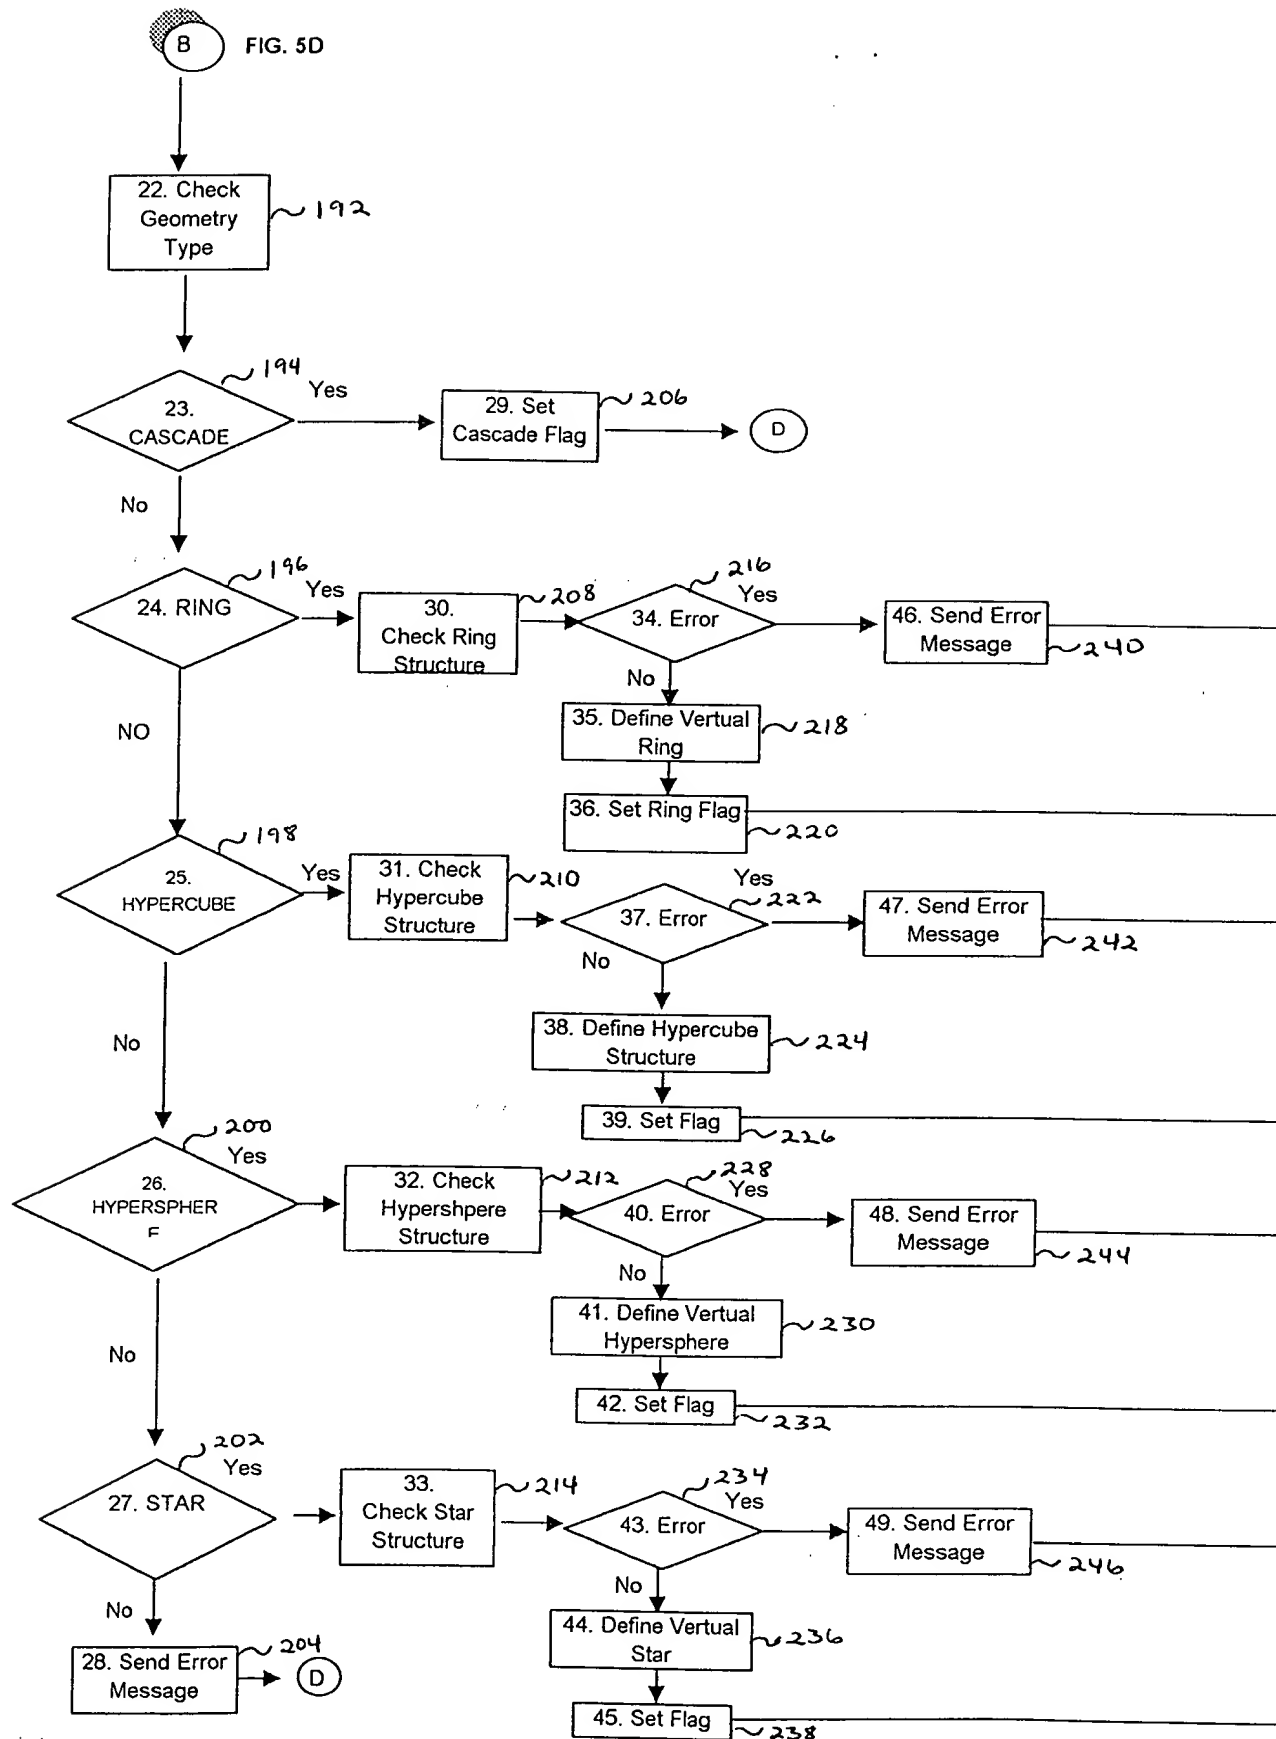 B
FIG. 5D
22. Check
Geometry
Type
192
194
23.
CASCADE
Yes
29. Set
Cascade Flag
206
D
No
196
24. RING
Yes
30.
Check Ring
Structure
208
216
34. Error
Yes
46. Send Error
Message
240
No
35. Define Vertual
Ring
218
NO
36. Set Ring Flag
220
198
25.
HYPERCUBE
Yes
31. Check
Hypercube
Structure
210
37. Error
Yes
222
47. Send Error
Message
242
No
38. Define Hypercube
Structure
224
No
39. Set Flag
226
200
Yes
26.
HYPERSPHER
E
32. Check
Hypershpere
Structure
212
228
Yes
40. Error
48. Send Error
Message
244
No
41. Define Vertual
Hypersphere
230
No
42. Set Flag
232
202
Yes
27. STAR
33.
Check Star
Structure
214
234
Yes
43. Error
49. Send Error
Message
246
No
44. Define Vertual
Star
236
No
28. Send Error
Message
204
D
45. Set Flag
238